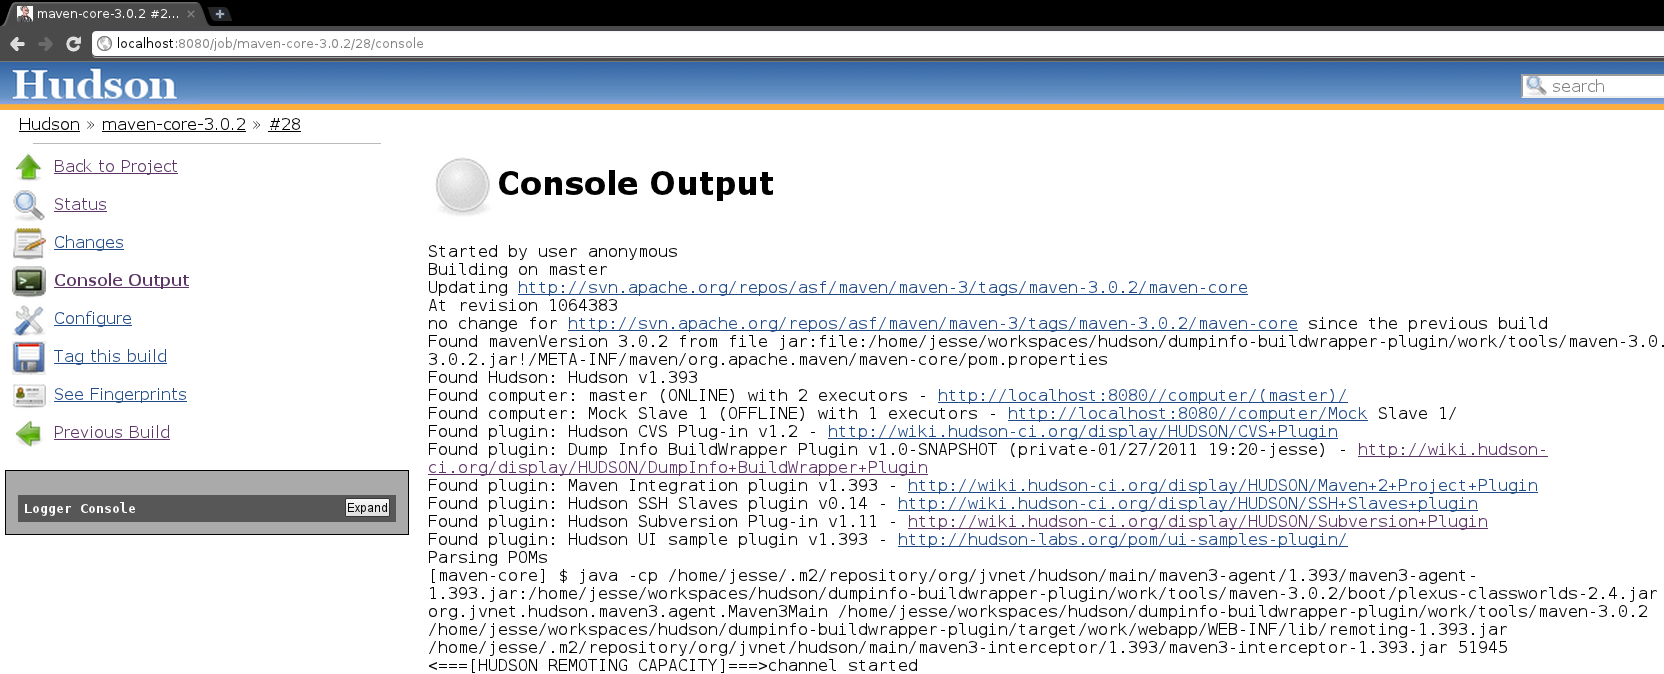 maven-core-3.0.2 #2...
localhost:8080/job/maven-core-3.0.2/28/console
Hudson
search
Hudson » maven-core-3.0.2 » #28
Back to Project
Status
Changes
Console Output
Configure
Tag this build
See Fingerprints
Previous Build
Logger Console
Expand
Console Output
Started by user anonymous
Building on master
Updating http://svn.apache.org/repos/asf/maven/maven-3/tags/maven-3.0.2/maven-core
At revision 1064383
no change for http://svn.apache.org/repos/asf/maven/maven-3/tags/maven-3.0.2/maven-core since the previous build
Found mavenVersion 3.0.2 from file jar:file:/home/jesse/workspaces/hudson/dumpinfo-buildwrapper-plugin/work/tools/maven-3.0.
3.0.2.jar!/META-INF/maven/org.apache.maven/maven-core/pom.properties
Found Hudson: Hudson v1.393
Found computer: master (ONLINE) with 2 executors - http://localhost:8080//computer/(master)/
Found computer: Mock Slave 1 (OFFLINE) with 1 executors - http://localhost:8080//computer/Mock Slave 1/
Found plugin: Hudson CVS Plug-in v1.2 - http://wiki.hudson-ci.org/display/HUDSON/CVS+Plugin
Found plugin: Dump Info BuildWrapper Plugin v1.0-SNAPSHOT (private-01/27/2011 19:20-jesse) - http://wiki.hudson-
ci.org/display/HUDSON/DumpInfo+BuildWrapper+Plugin
Found plugin: Maven Integration plugin v1.393 - http://wiki.hudson-ci.org/display/HUDSON/Maven+2+Project+Plugin
Found plugin: Hudson SSH Slaves plugin v0.14 - http://wiki.hudson-ci.org/display/HUDSON/SSH+Slaves+plugin
Found plugin: Hudson Subversion Plug-in v1.11 - http://wiki.hudson-ci.org/display/HUDSON/Subversion+Plugin
Found plugin: Hudson UI sample plugin v1.393 - http://hudson-labs.org/pom/ui-samples-plugin/
Parsing POMs
[maven-core] $ java -cp /home/jesse/.m2/repository/org/jvnet/hudson/main/maven3-agent/1.393/maven3-agent-
1.393.jar:/home/jesse/workspaces/hudson/dumpinfo-buildwrapper-plugin/work/tools/maven-3.0.2/boot/plexus-classworlds-2.4.jar
org.jvnet.hudson.maven3.agent.Maven3Main /home/jesse/workspaces/hudson/dumpinfo-buildwrapper-plugin/work/tools/maven-3.0.2
/home/jesse/workspaces/hudson/dumpinfo-buildwrapper-plugin/target/work/webapp/WEB-INF/lib/remoting-1.393.jar
/home/jesse/.m2/repository/org/jvnet/hudson/main/maven3-interceptor/1.393/maven3-interceptor-1.393.jar 51945
<===[HUDSON REMOTING CAPACITY]===>channel started